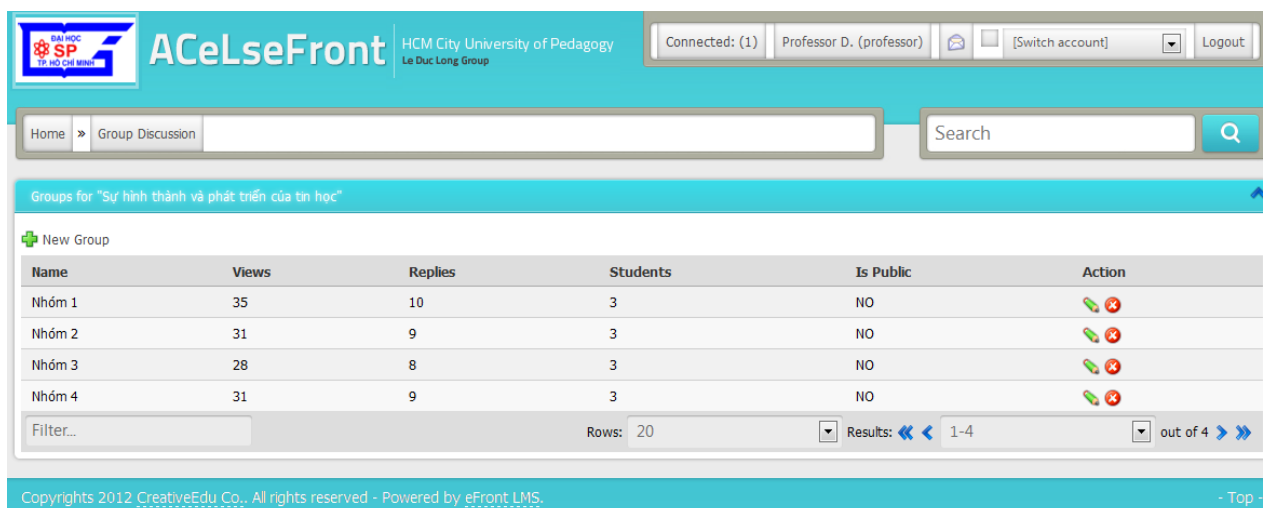 ĐẠI HỌC
SP
TP. HỒ CHÍ MINH
ACeLseFront
HCM City University of Pedagogy
Le Duc Long Group
Connected: (1) Professor D. (professor) [Switch account] Logout
Home » Group Discussion
Search
Groups for "Sự hình thành và phát triển của tin học"
New Group
Name Views Replies Students Is Public Action
Nhóm 1 35 10 3 NO
Nhóm 2 31 9 3 NO
Nhóm 3 28 8 3 NO
Nhóm 4 31 9 3 NO
Filter... Rows: 20 Results: 1-4 out of 4
Copyrights 2012 CreativeEdu Co.. All rights reserved - Powered by eFront LMS. - Top -